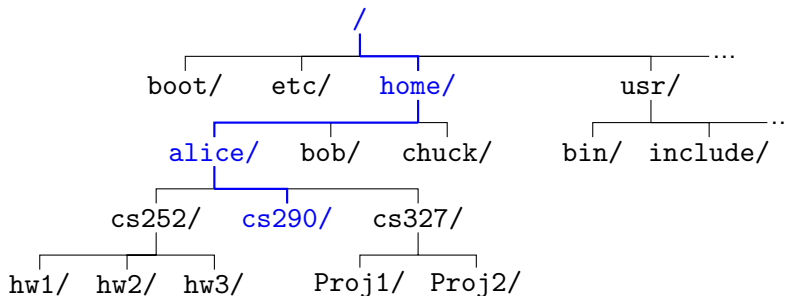 /
boot/ etc/ home/ usr/ ...
alice/ bob/ chuck/ bin/ include/ ..
cs252/ cs290/ cs327/
hw1/ hw2/ hw3/ Proj1/ Proj2/